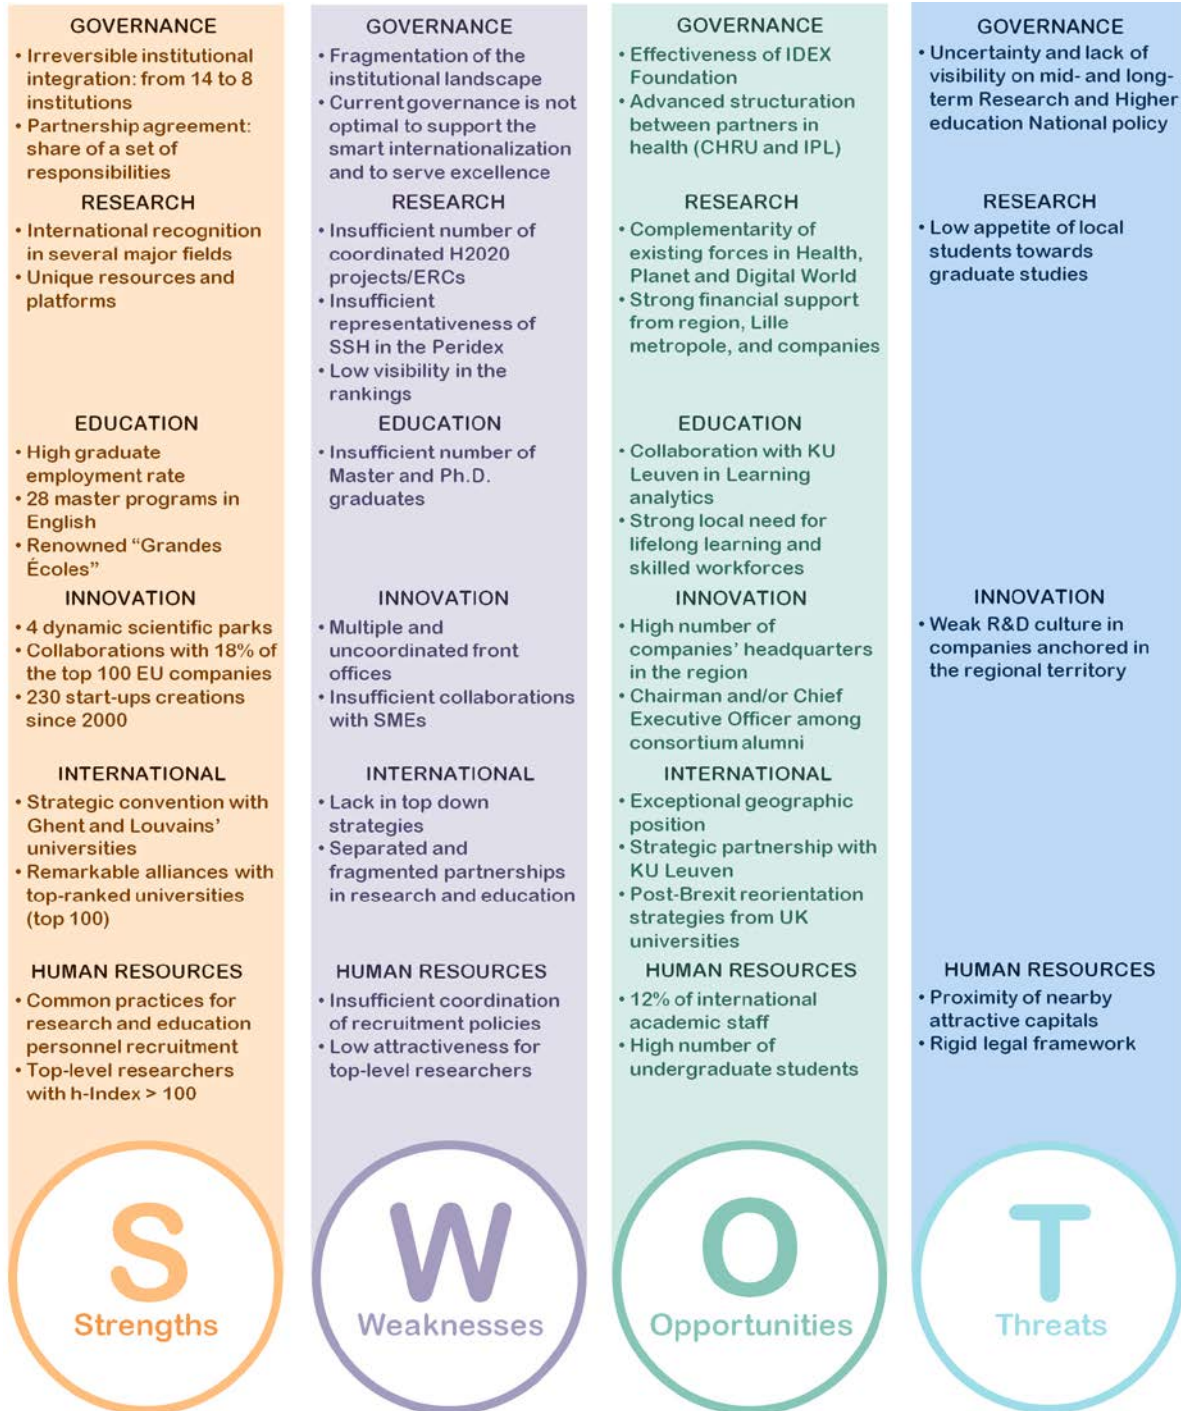 GOVERNANCE
• Irreversible institutional
integration: from 14 to 8
institutions
• Partnership agreement:
share of a set of
responsibilities
RESEARCH
• International recognition
in several major fields
• Unique resources and
platforms
EDUCATION
• High graduate
employment rate
• 28 master programs in
English
• Renowned “Grandes
Écoles”
INNOVATION
• 4 dynamic scientific parks
• Collaborations with 18% of
the top 100 EU companies
• 230 start-ups creations
since 2000
INTERNATIONAL
• Strategic convention with
Ghent and Louvains’
universities
• Remarkable alliances with
top-ranked universities
(top 100)
HUMAN RESOURCES
• Common practices for
research and education
personnel recruitment
• Top-level researchers
with h-Index > 100
S
Strengths
GOVERNANCE
• Fragmentation of the
institutional landscape
• Current governance is not
optimal to support the
smart internationalization
and to serve excellence
RESEARCH
• Insufficient number of
coordinated H2020
projects/ERCs
• Insufficient
representativeness of
SSH in the Peridex
• Low visibility in the
rankings
EDUCATION
• Insufficient number of
Master and Ph.D.
graduates
INNOVATION
• Multiple and
uncoordinated front
offices
• Insufficient collaborations
with SMEs
INTERNATIONAL
• Lack in top down
strategies
• Separated and
fragmented partnerships
in research and education
HUMAN RESOURCES
• Insufficient coordination
of recruitment policies
• Low attractiveness for
top-level researchers
W
Weaknesses
GOVERNANCE
• Effectiveness of IDEX
Foundation
• Advanced structuration
between partners in
health (CHRU and IPL)
RESEARCH
• Complementarity of
existing forces in Health,
Planet and Digital World
• Strong financial support
from region, Lille
metropole, and companies
EDUCATION
• Collaboration with KU
Leuven in Learning
analytics
• Strong local need for
lifelong learning and
skilled workforces
INNOVATION
• High number of
companies’ headquarters
in the region
• Chairman and/or Chief
Executive Officer among
consortium alumni
INTERNATIONAL
• Exceptional geographic
position
• Strategic partnership with
KU Leuven
• Post-Brexit reorientation
strategies from UK
universities
HUMAN RESOURCES
• 12% of international
academic staff
• High number of
undergraduate students
O
Opportunities
GOVERNANCE
• Uncertainty and lack of
visibility on mid- and long-
term Research and Higher
education National policy
RESEARCH
• Low appetite of local
students towards
graduate studies
INNOVATION
• Weak R&D culture in
companies anchored in
the regional territory
HUMAN RESOURCES
• Proximity of nearby
attractive capitals
• Rigid legal framework
T
Threats